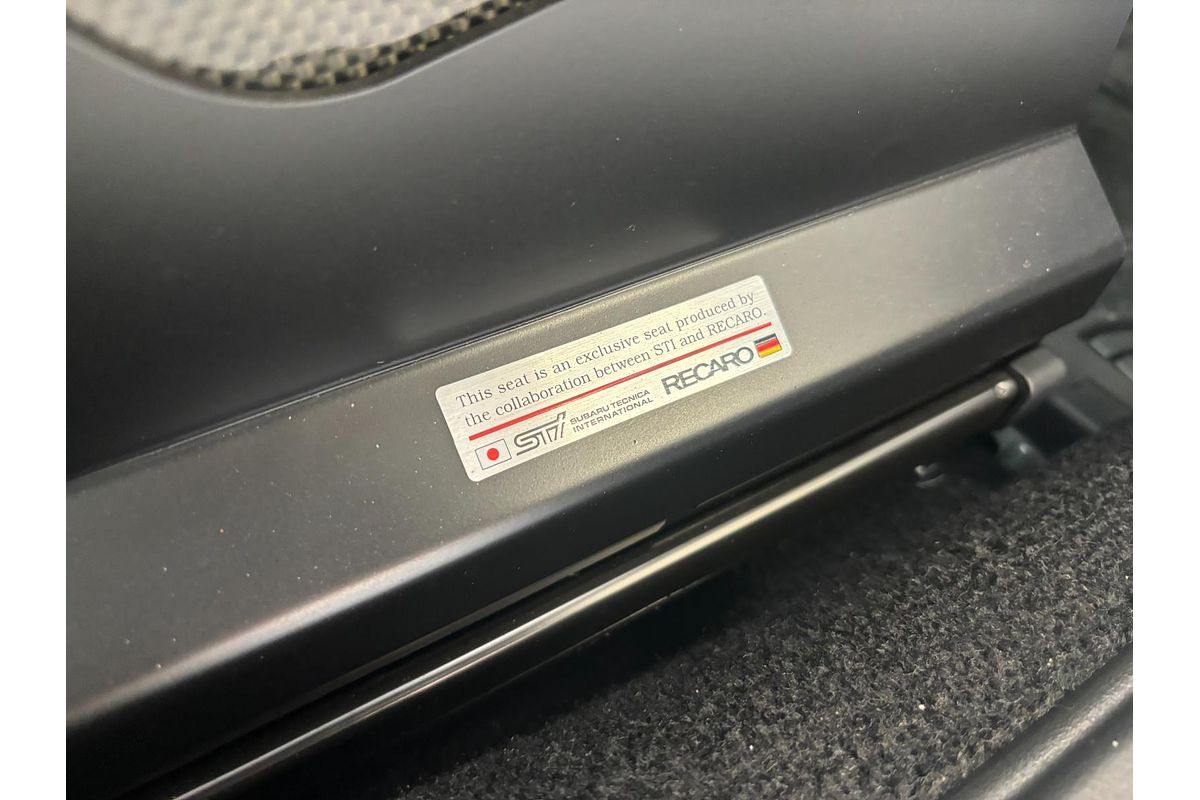 This seat is an exclusive seat produced by
the collaboration between STI and RECARO.
STI SUBARU TECNICA
INTERNATIONAL
RECARO